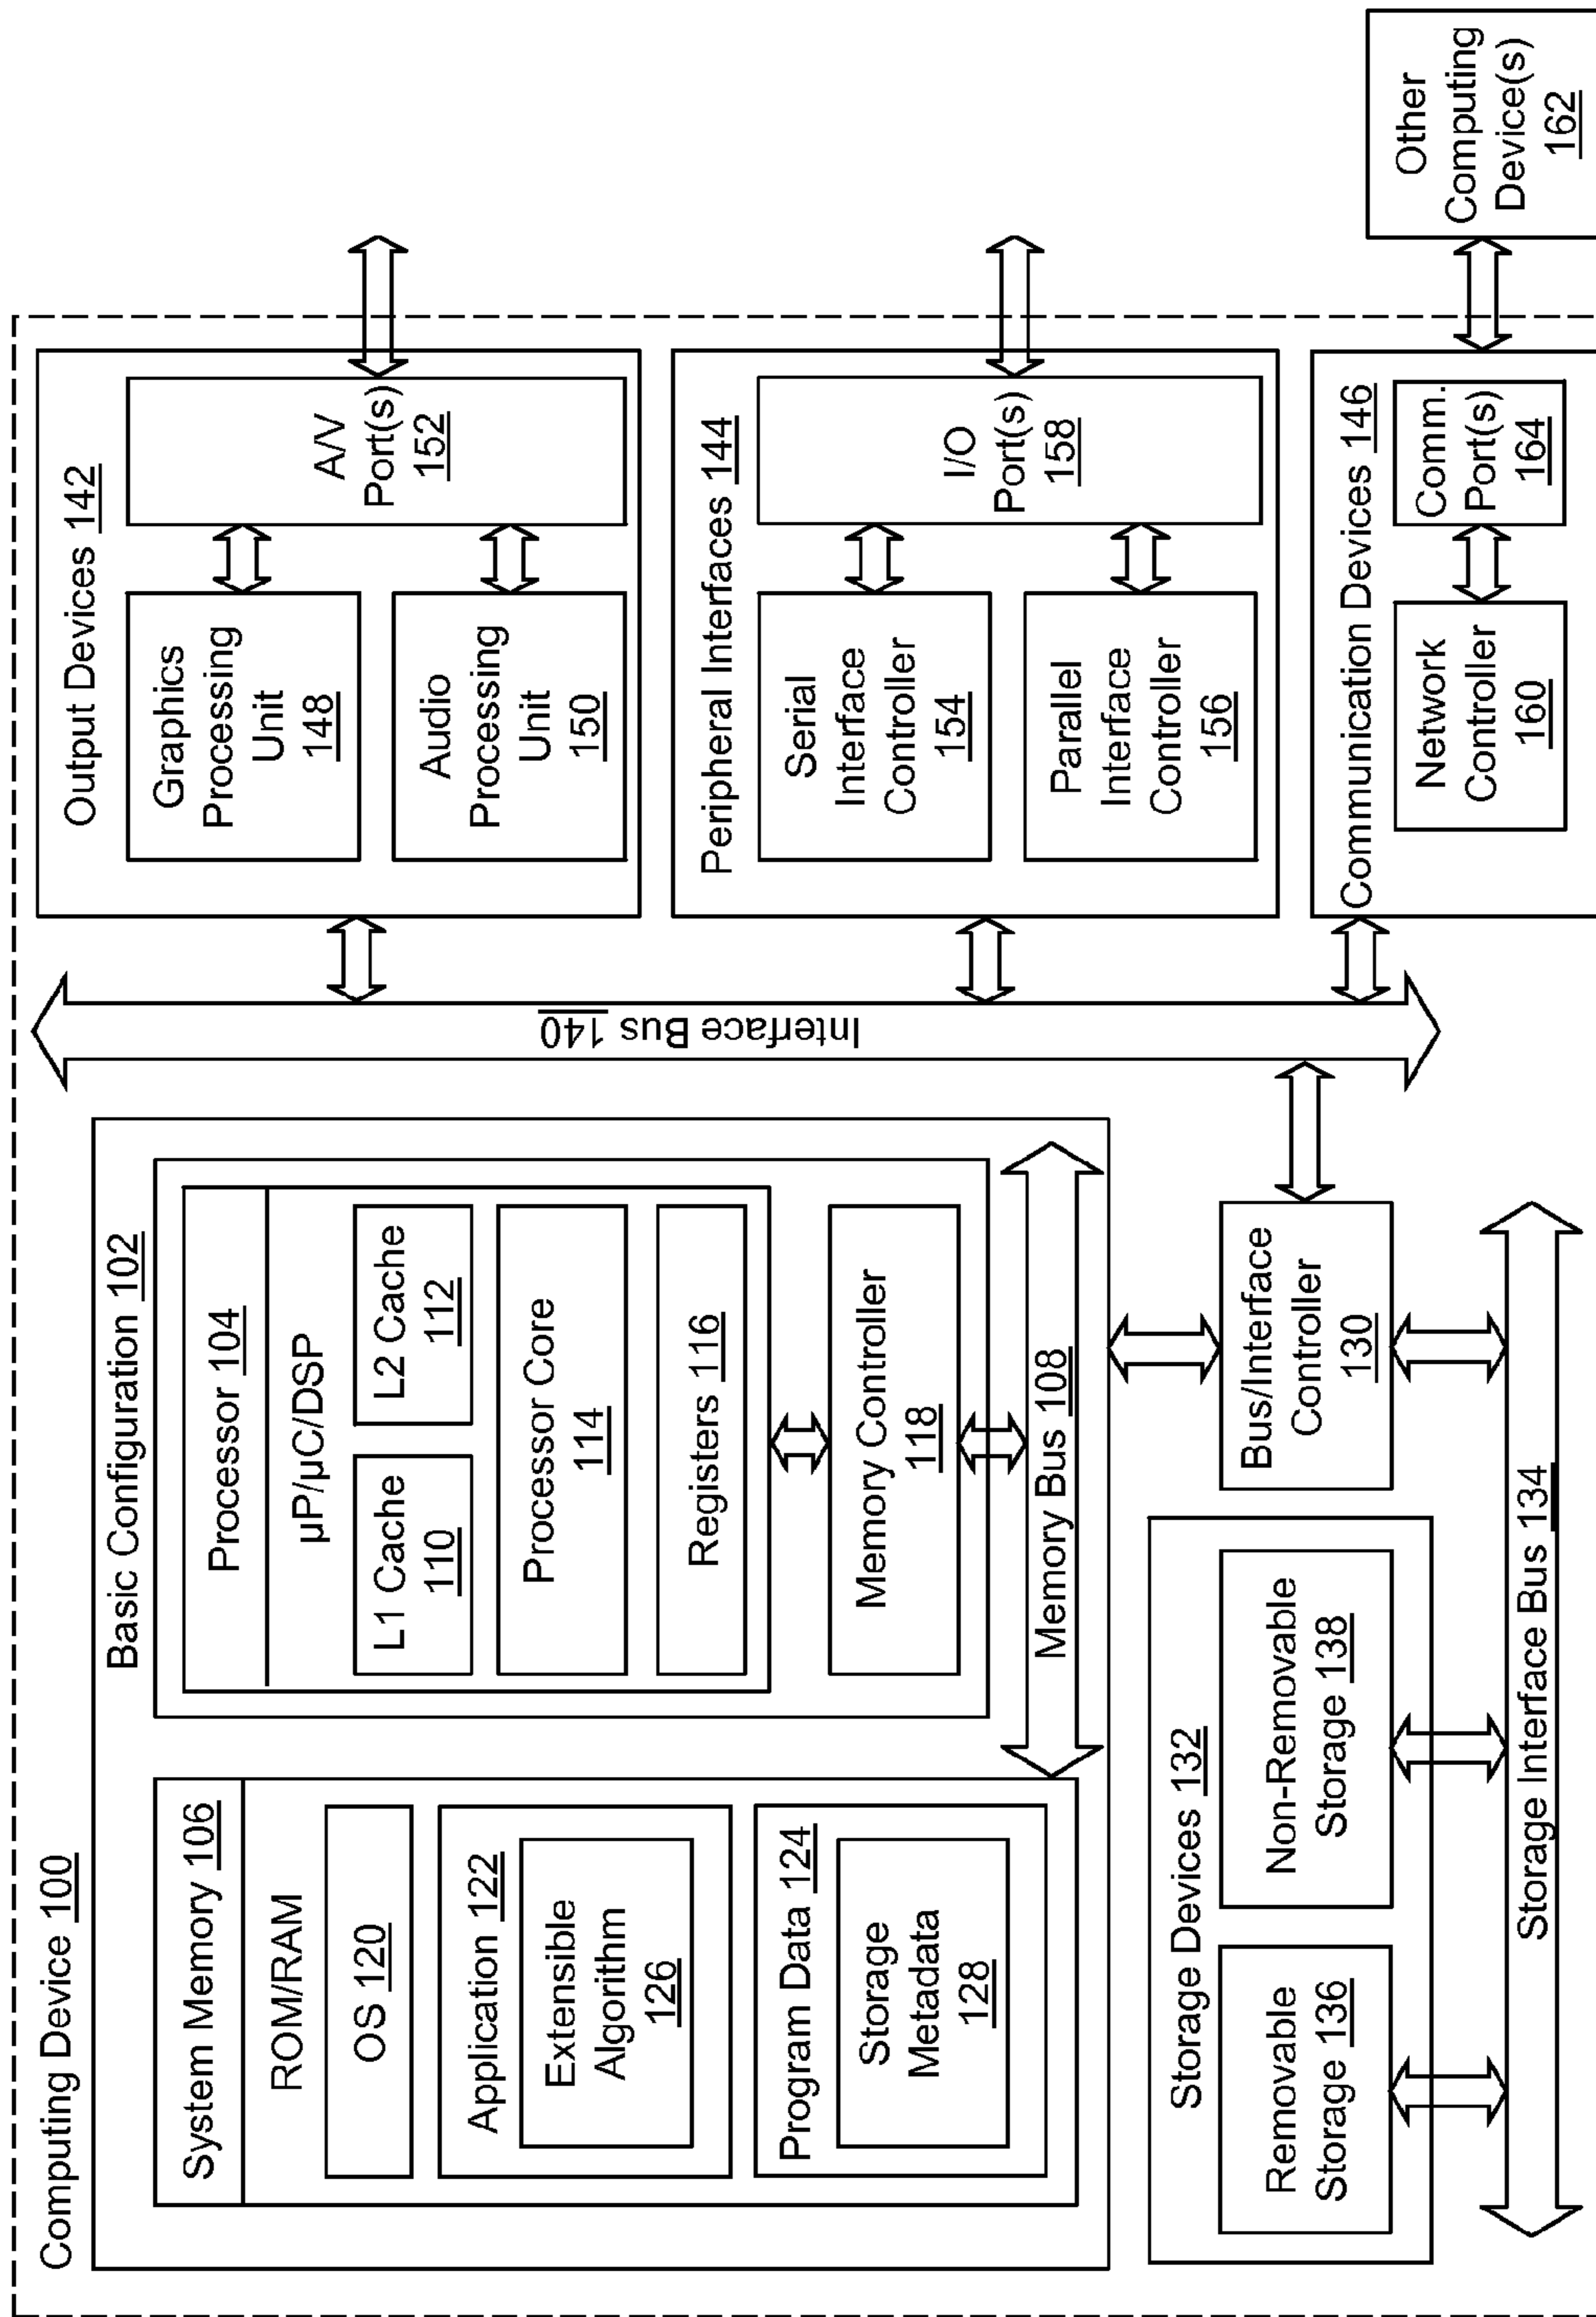 Computing Device 100
Basic Configuration 102
System Memory 106
ROM/RAM
OS 120
Application 122
Extensible
Algorithm
126
Program Data 124
Storage
Metadata
128
Processor 104
µP/µC/DSP
L1 Cache
110
L2 Cache
112
Processor Core
114
Registers 116
Memory Controller
118
Memory Bus 108
Storage Devices 132
Removable
Storage 136
Non-Removable
Storage 138
Bus/Interface
Controller
130
Storage Interface Bus 134
Interface Bus 140
Output Devices 142
Graphics
Processing
Unit
148
Audio
Processing
Unit
150
A/V
Port(s)
152
Peripheral Interfaces 144
Serial
Interface
Controller
154
Parallel
Interface
Controller
156
I/O
Port(s)
158
Communication Devices 146
Network
Controller
160
Comm.
Port(s)
164
Other
Computing
Device(s)
162